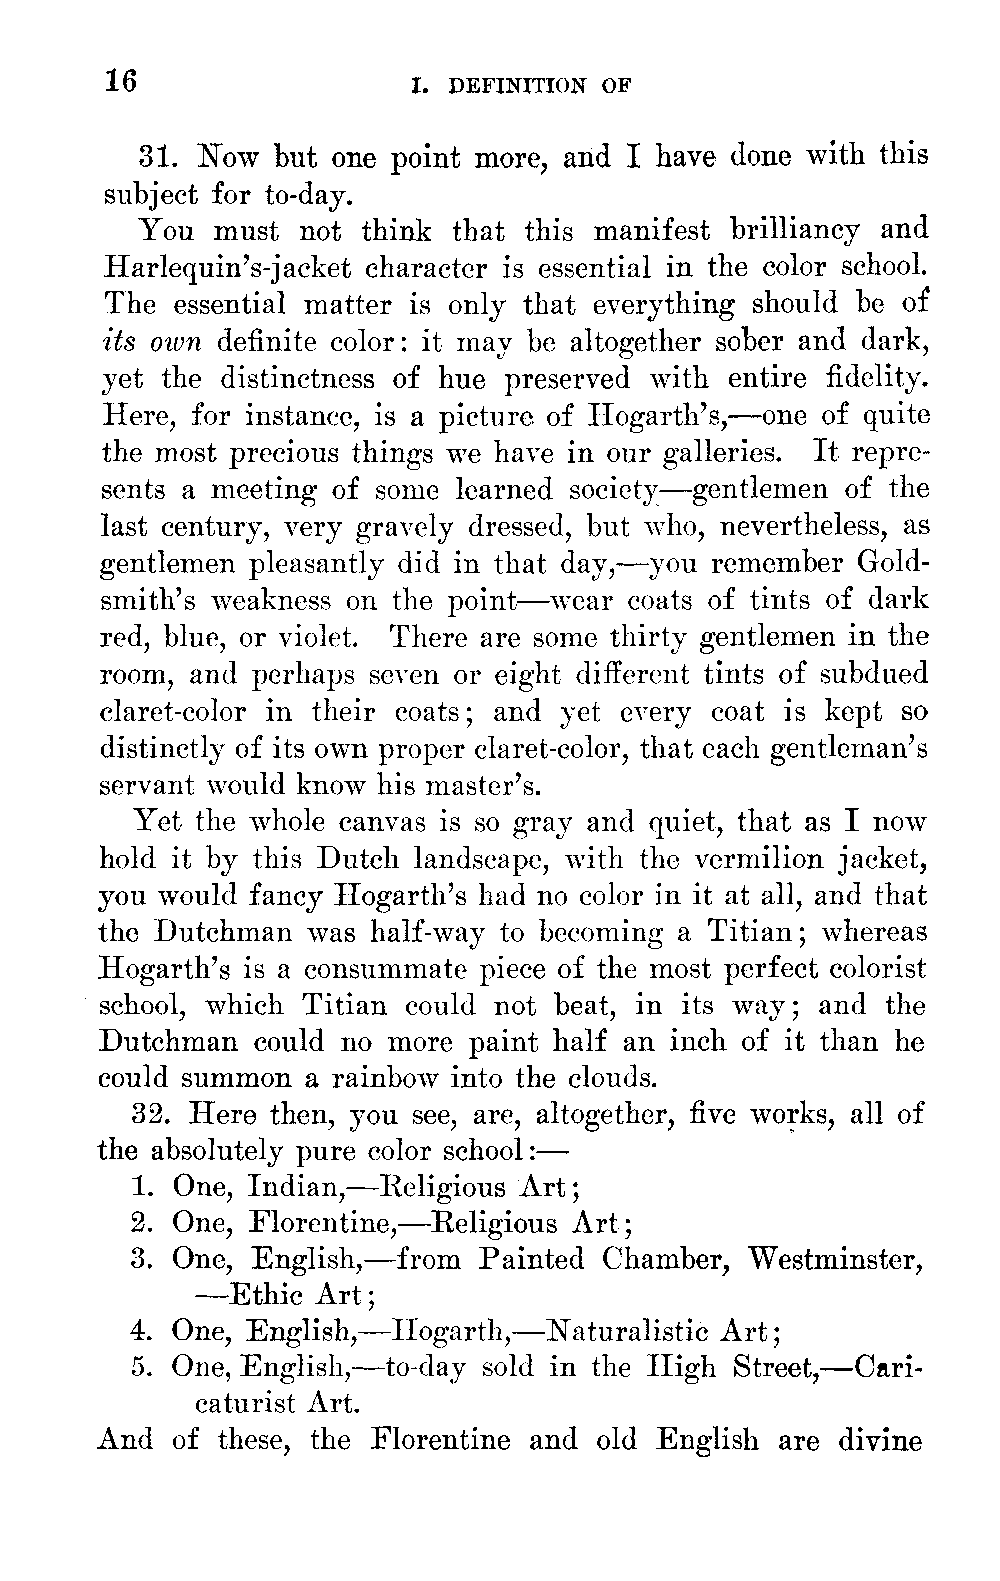 16 I. DEFINITION OF
31. Now but one point more, and I have done with this
subject for to-day.
You must not think that this manifest brilliancy and
Harlequin's-jacket character is essential in the color school.
The essential matter is only that everything should be of
its own definite color: it may be altogether sober and dark,
yet the distinctness of hue preserved with entire fidelity.
Here, for instance, is a picture of Hogarth's,—one of quite
the most precious things we have in our galleries. It repre-
sents a meeting of some learned society—gentlemen of the
last century, very gravely dressed, but who, nevertheless, as
gentlemen pleasantly did in that day,—you remember Gold-
smith's weakness on the point—wear coats of tints of dark
red, blue, or violet. There are some thirty gentlemen in the
room, and perhaps seven or eight different tints of subdued
claret-color in their coats; and yet every coat is kept so
distinctly of its own proper claret-color, that each gentleman's
servant would know his master's.
Yet the whole canvas is so gray and quiet, that as I now
hold it by this Dutch landscape, with the vermilion jacket,
you would fancy Hogarth's had no color in it at all, and that
the Dutchman was half-way to becoming a Titian; whereas
Hogarth's is a consummate piece of the most perfect colorist
school, which Titian could not beat, in its way; and the
Dutchman could no more paint half an inch of it than he
could summon a rainbow into the clouds.
32. Here then, you see, are, altogether, five works, all of
the absolutely pure color school:—
1. One, Indian,—Religious Art;
2. One, Florentine,—Religious Art;
3. One, English,—from Painted Chamber, Westminster,
—Ethic Art;
4. One, English,—Hogarth,—Naturalistic Art;
5. One, English,—to-day sold in the High Street,—Cari-
caturist Art.
And of these, the Florentine and old English are divine